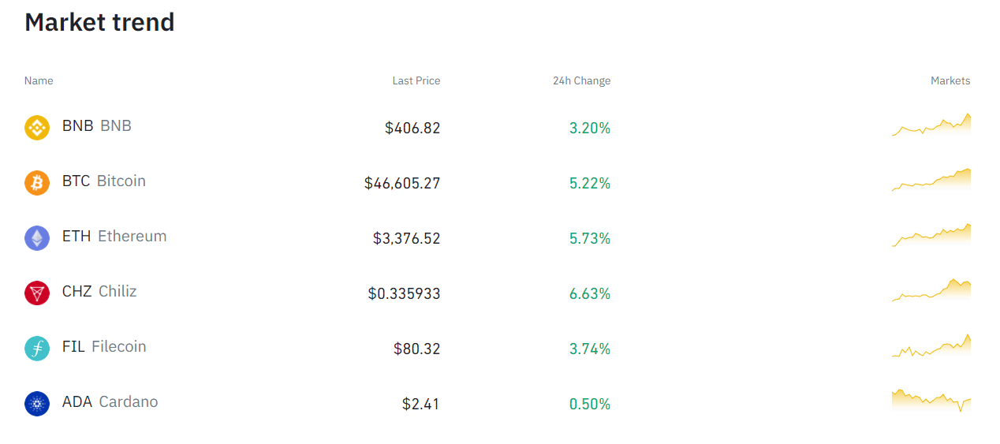 Market trend
Name Last Price 24h Change Markets
BNB BNB $406.82 3.20%
BTC Bitcoin $46,605.27 5.22%
ETH Ethereum $3,376.52 5.73%
CHZ Chiliz $0.335933 6.63%
FIL Filecoin $80.32 3.74%
ADA Cardano $2.41 0.50%